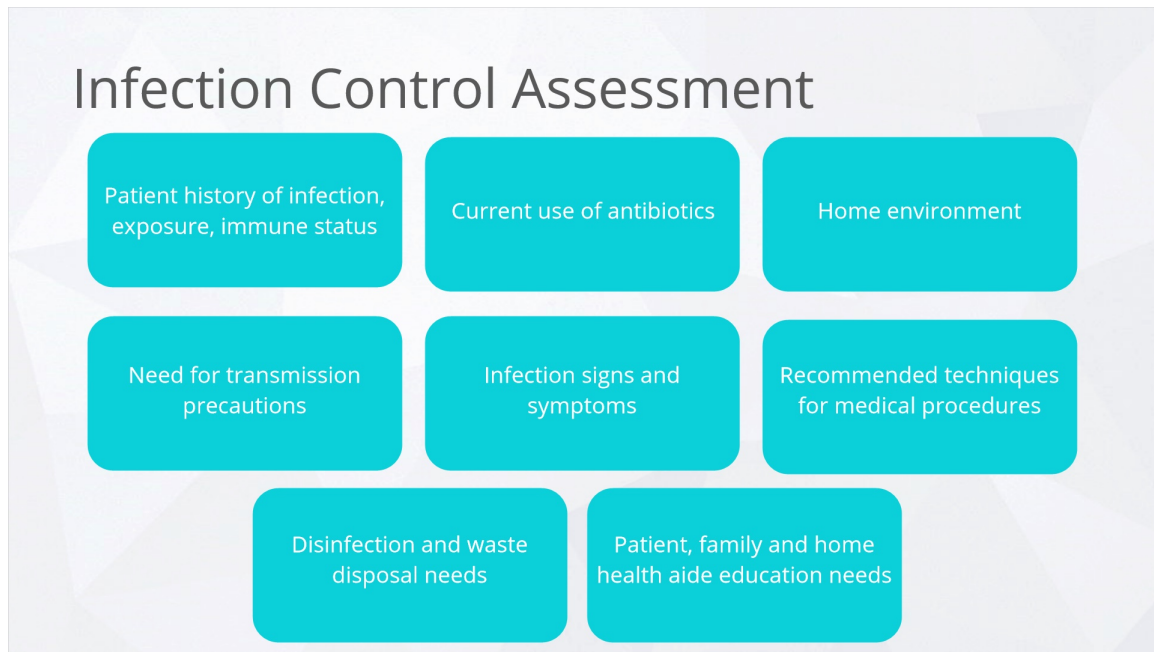 Infection Control Assessment
Patient history of infection,
exposure, immune status
Current use of antibiotics
Home environment
Need for transmission
precautions
Infection signs and
symptoms
Recommended techniques
for medical procedures
Disinfection and waste
disposal needs
Patient, family and home
health aide education needs